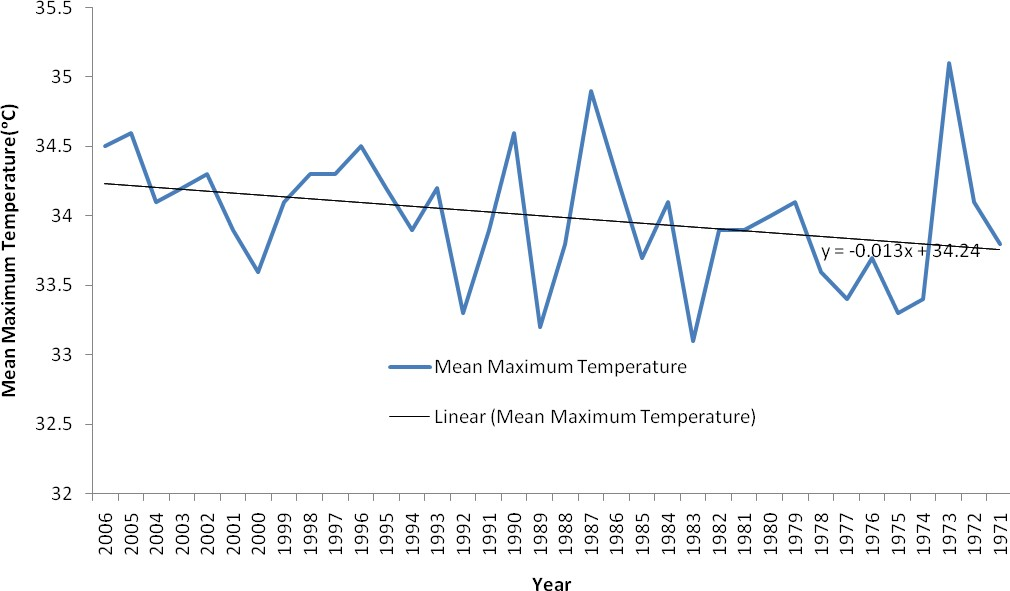 35.5
35
34.5
34
33.5
33
32.5
32
Mean Maximum Temperature(°C)
y = -0.013x + 34.24
Mean Maximum Temperature
Linear (Mean Maximum Temperature)
2006 2005 2004 2003 2002 2001 2000 1999 1998 1997 1996 1995 1994 1993 1992 1991 1990 1989 1988 1987 1986 1985 1984 1983 1982 1981 1980 1979 1978 1977 1976 1975 1974 1973 1972 1971
Year